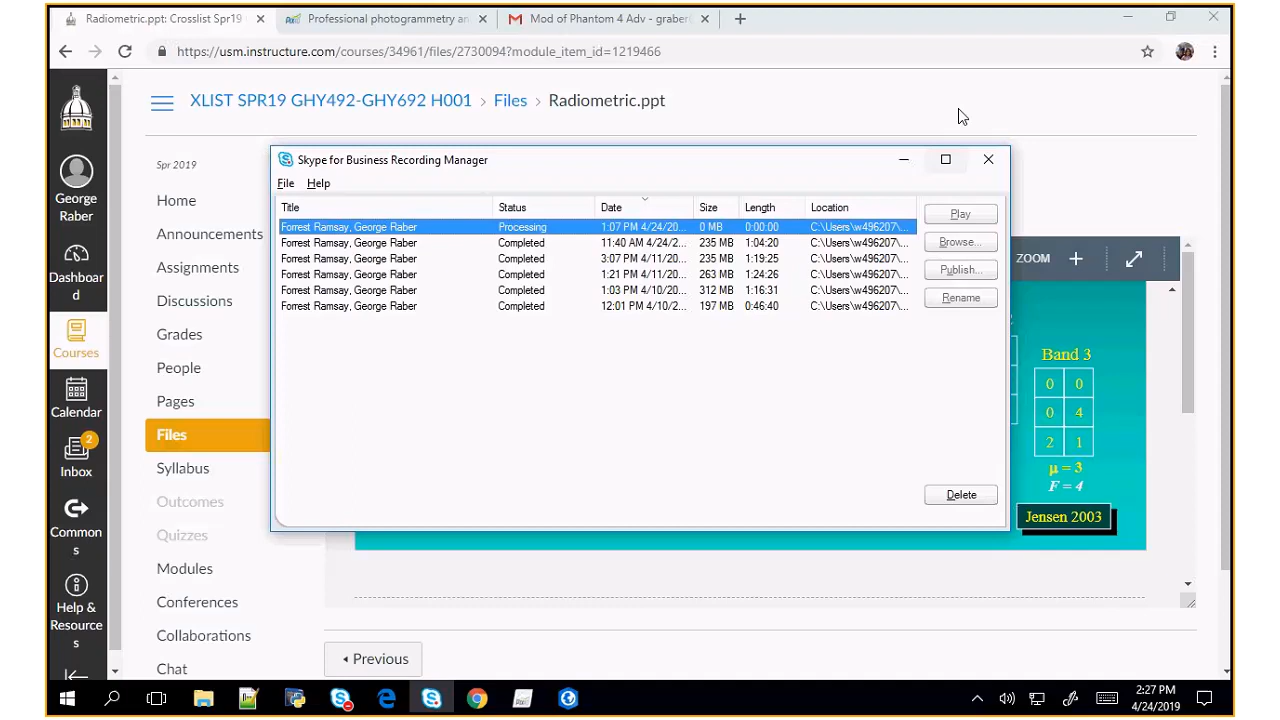 Radiometric.ppt: Crosslist Spr19
Professional photogrammetry an
Mod of Phantom 4 Adv - graber
https://usm.instructure.com/courses/34961/files/2730094?module_item_id=1219466
XLIST SPR19 GHY492-GHY692 H001 > Files > Radiometric.ppt
George
Raber
Dashboar
d
Courses
Calendar
2
Inbox
Common
s
Help &
Resource
s
Spr 2019
Home
Announcements
Assignments
Discussions
Grades
People
Pages
Files
Syllabus
Outcomes
Quizzes
Modules
Conferences
Collaborations
Chat
Skype for Business Recording Manager
File Help
Title Status Date Size Length Location
Forrest Ramsay, George Raber Processing 1:07 PM 4/24/20... 0 MB 0:00:00 C:\Users\w496207\...
Forrest Ramsay, George Raber Completed 11:40 AM 4/24/2... 235 MB 1:04:20 C:\Users\w496207\...
Forrest Ramsay, George Raber Completed 3:07 PM 4/11/20... 235 MB 1:19:25 C:\Users\w496207\...
Forrest Ramsay, George Raber Completed 1:21 PM 4/11/20... 263 MB 1:24:26 C:\Users\w496207\...
Forrest Ramsay, George Raber Completed 1:03 PM 4/10/20... 312 MB 1:16:31 C:\Users\w496207\...
Forrest Ramsay, George Raber Completed 12:01 PM 4/10/2... 197 MB 0:46:40 C:\Users\w496207\...
Play
Browse...
Publish...
Rename
Delete
ZOOM
Band 3
0 0
0 4
2 1
μ = 3
F = 4
Jensen 2003
Previous
2:27 PM
4/24/2019